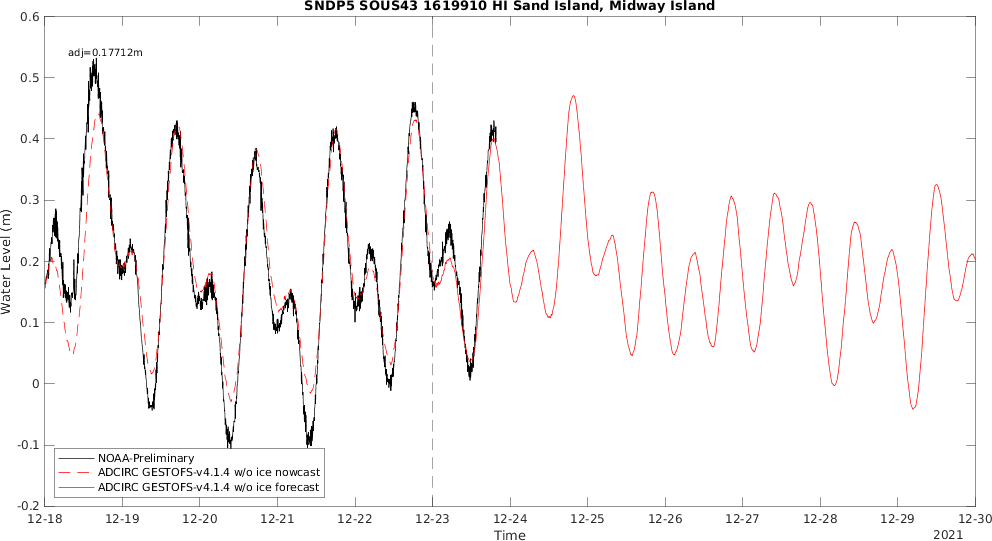 SNDP5 SOUS43 1619910 HI Sand Island, Midway Island
0.6
adj=0.17712m
0.5
0.4
0.3
0.2
0.1
0
-0.1
-0.2
Water Level (m)
NOAA-Preliminary
ADCIRC GESTOFS-v4.1.4 w/o ice nowcast
ADCIRC GESTOFS-v4.1.4 w/o ice forecast
12-18 12-19 12-20 12-21 12-22 12-23 12-24 12-25 12-26 12-27 12-28 12-29 12-30
Time
2021